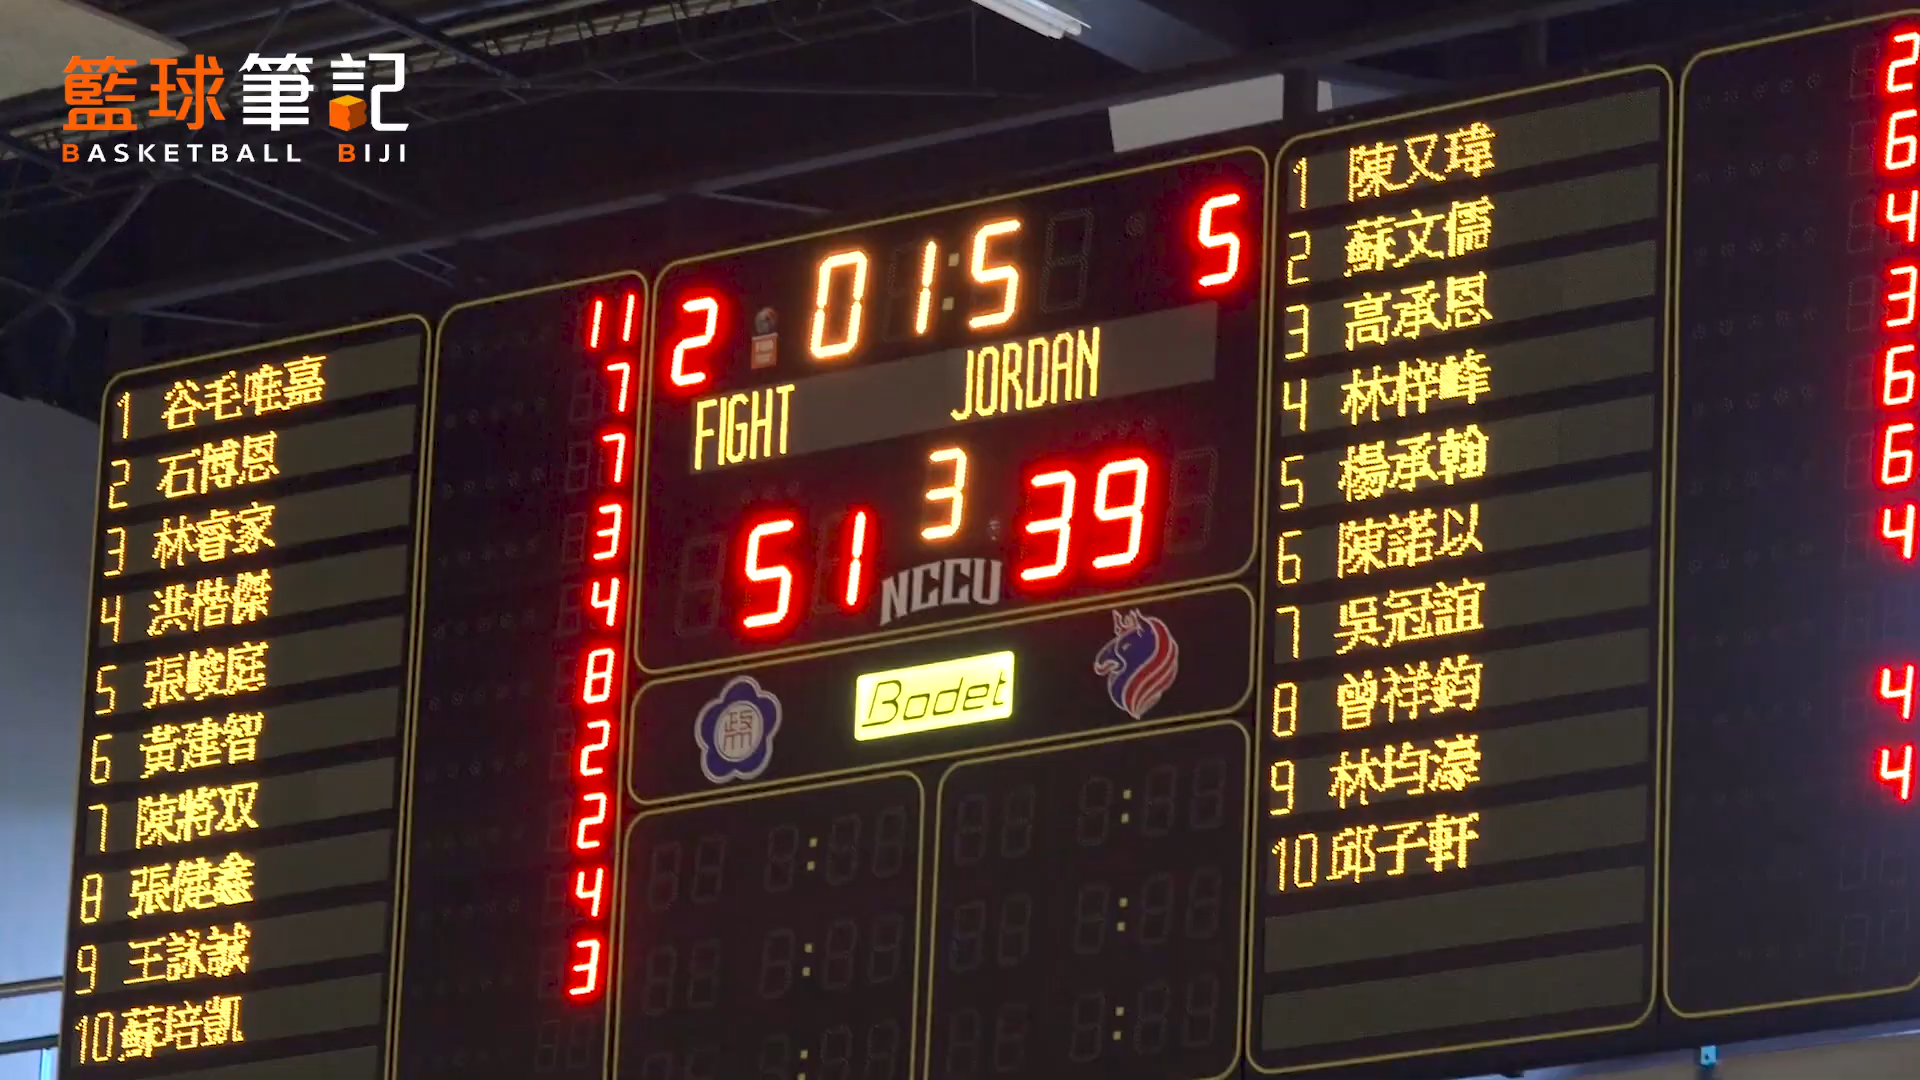 籃球筆記
BASKETBALL BIJI
2 015 5
FIGHT JORDAN
51 3 39
NCCU
Bodet
1 谷毛唯嘉 11
2 石博恩 7
3 林睿家 7
4 洪楷傑 3
5 張峻庭 4
6 黃建智 8
7 陳將双 2
8 張健鑫 2
9 王詠誠 4
10 蘇培凱 3
1 陳又瑋 2
2 蘇文儒 6
3 高承恩 4
4 林梓峰 3
5 楊承翰 6
6 陳諾以 6
7 吳冠誼 4
8 曾祥鈞
9 林均濠 4
10 邱子軒 4